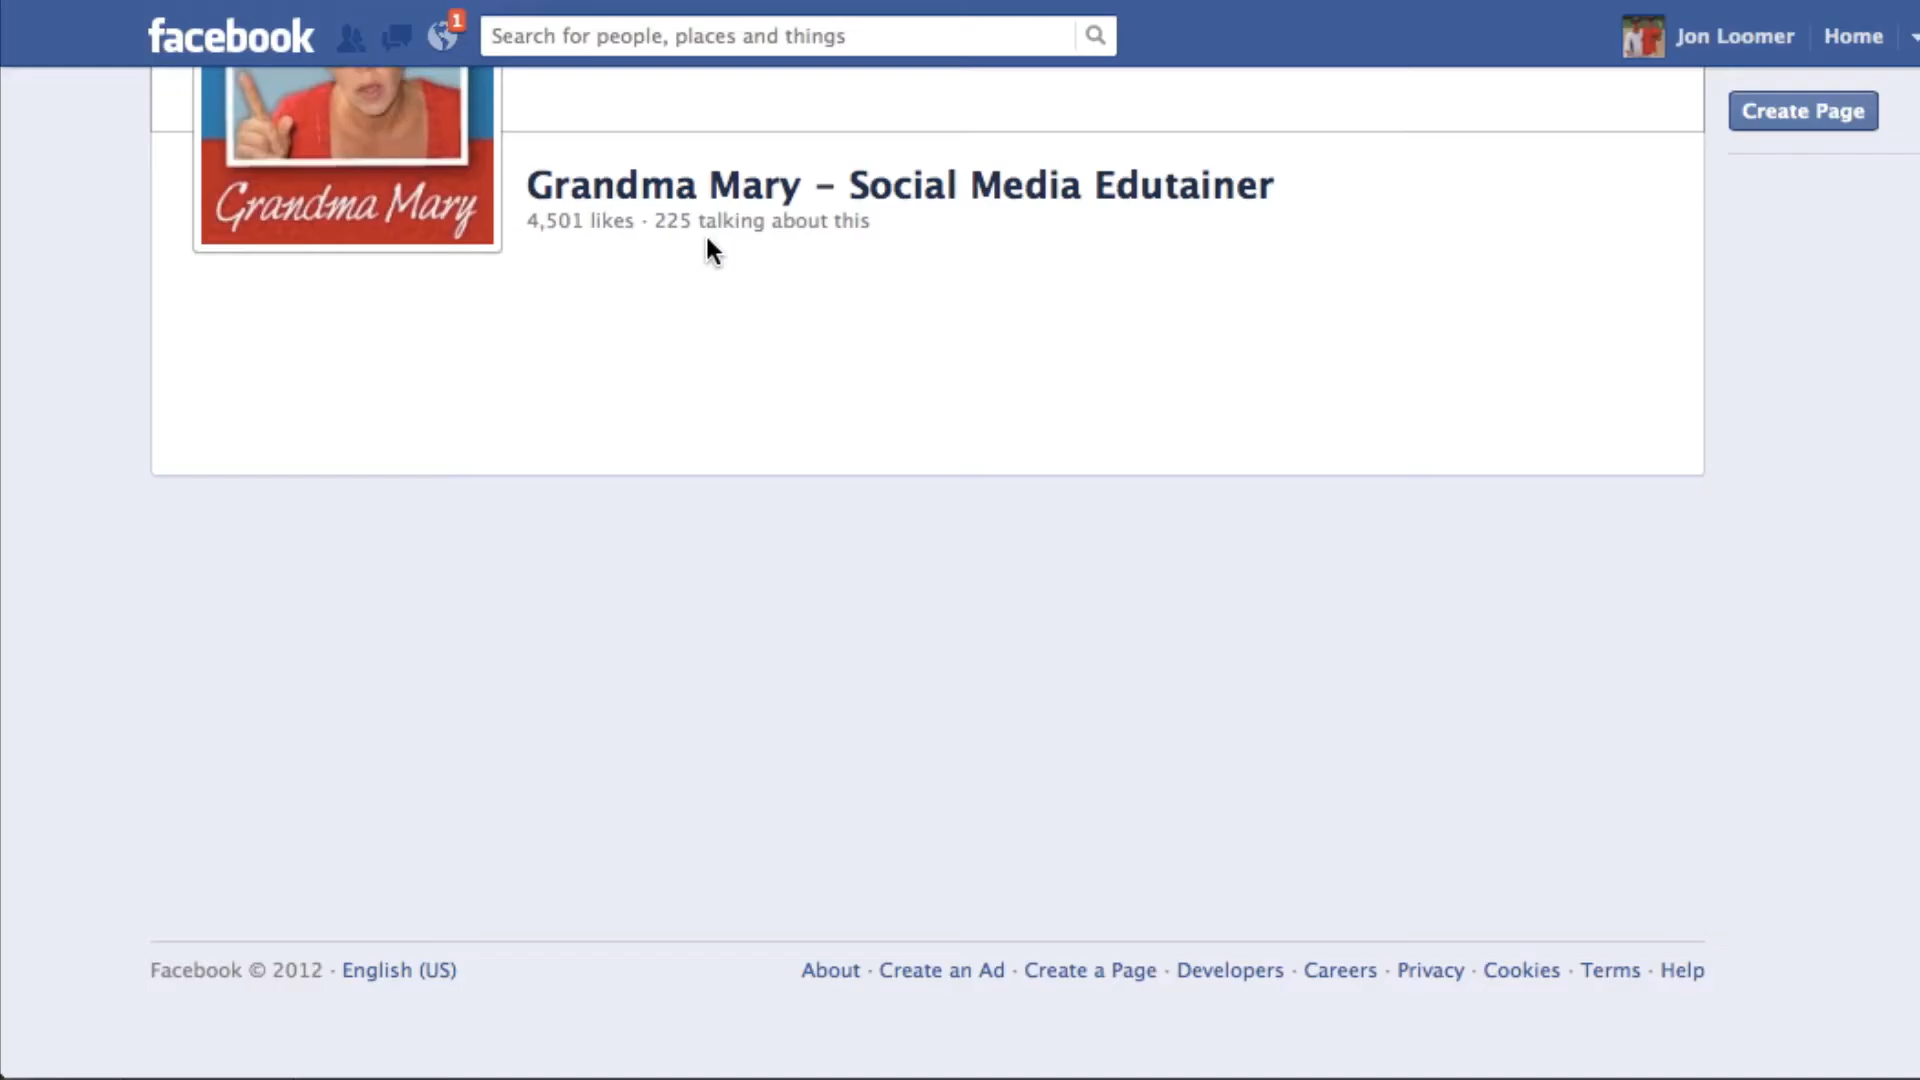 facebook
1
Search for people, places and things
Jon Loomer
Home
Create Page
Grandma Mary
Grandma Mary – Social Media Edutainer
4,501 likes · 225 talking about this
Facebook © 2012 · English (US)
About · Create an Ad · Create a Page · Developers · Careers · Privacy · Cookies · Terms · Help